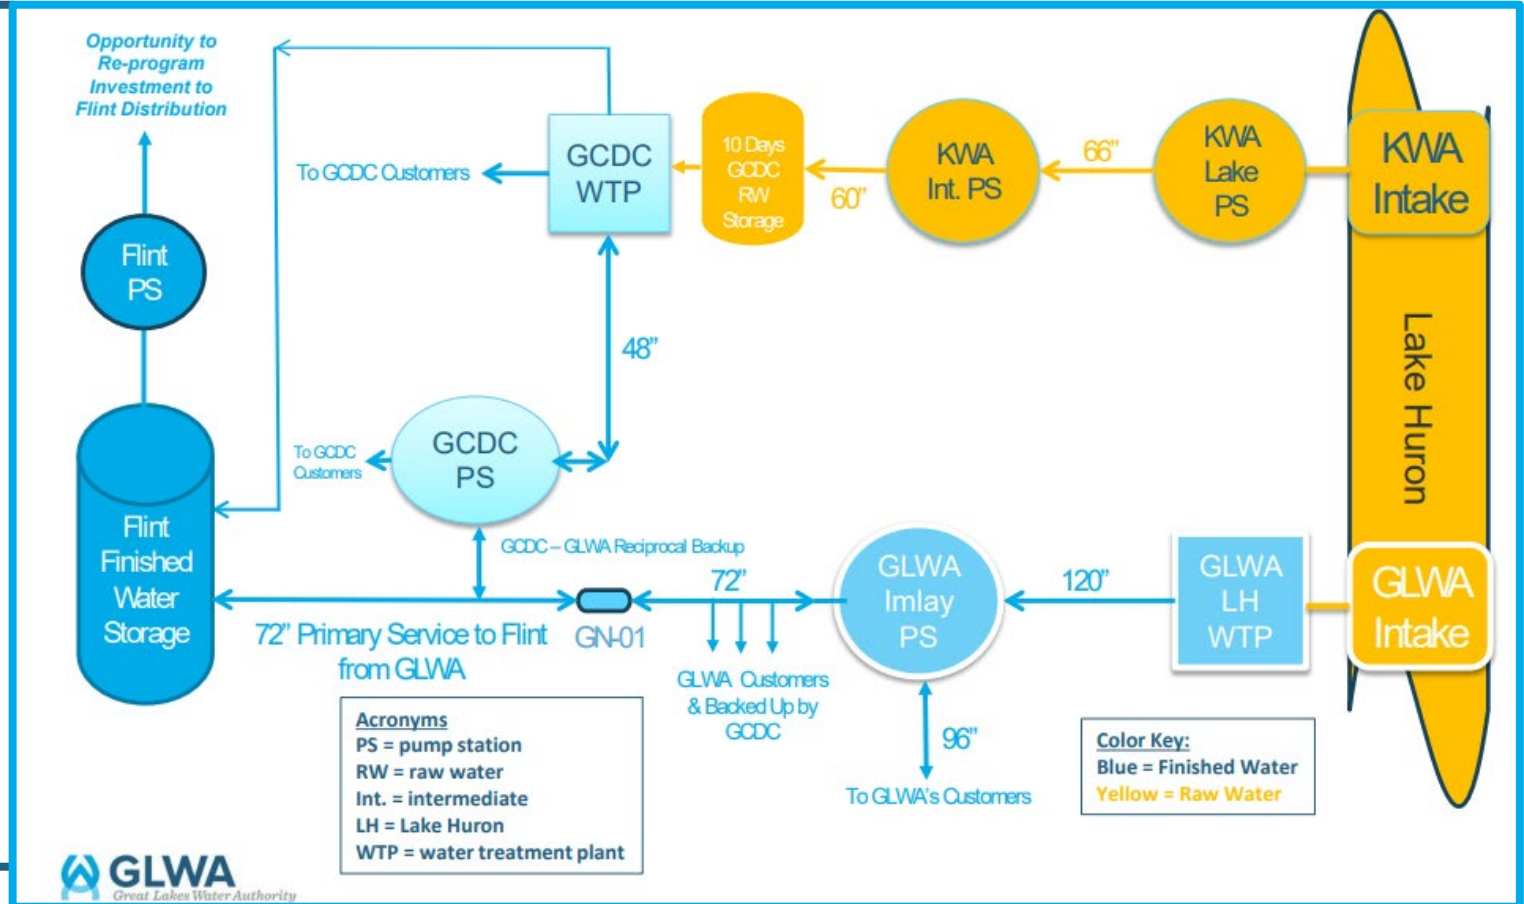 Opportunity to
Re-program
Investment to
Flint Distribution
Flint
PS
Flint
Finished
Water
Storage
To GCDC Customers
GCDC
WTP
10 Days
GCDC
RW
Storage
60”
KWA
Int. PS
66”
KWA
Lake
PS
KWA
Intake
Lake Huron
48”
To GCDC
Customers
GCDC
PS
GCDC – GLWA Reciprocal Backup
72” Primary Service to Flint
from GLWA
GN-01
72”
GLWA Customers
& Backed Up by
GCDC
GLWA
Imlay
PS
96”
To GLWA’s Customers
120”
GLWA
LH
WTP
GLWA
Intake
Acronyms
PS = pump station
RW = raw water
Int. = intermediate
LH = Lake Huron
WTP = water treatment plant
Color Key:
Blue = Finished Water
Yellow = Raw Water
GLWA
Great Lakes Water Authority